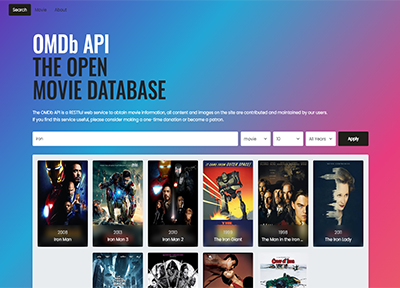 Search Movie About
OMDb API
THE OPEN
MOVIE DATABASE
The OMDb API is a RESTful web service to obtain movie information, all content and images on the site are contributed and maintained by our users.
If you find this service useful, please consider making a one-time donation or become a patron.
iron movie 10 All Years Apply
2008 2013 2010 1999 1998 2011
Iron Man Iron Man 3 Iron Man 2 The Iron Giant The Man in the Iron ... The Iron Lady